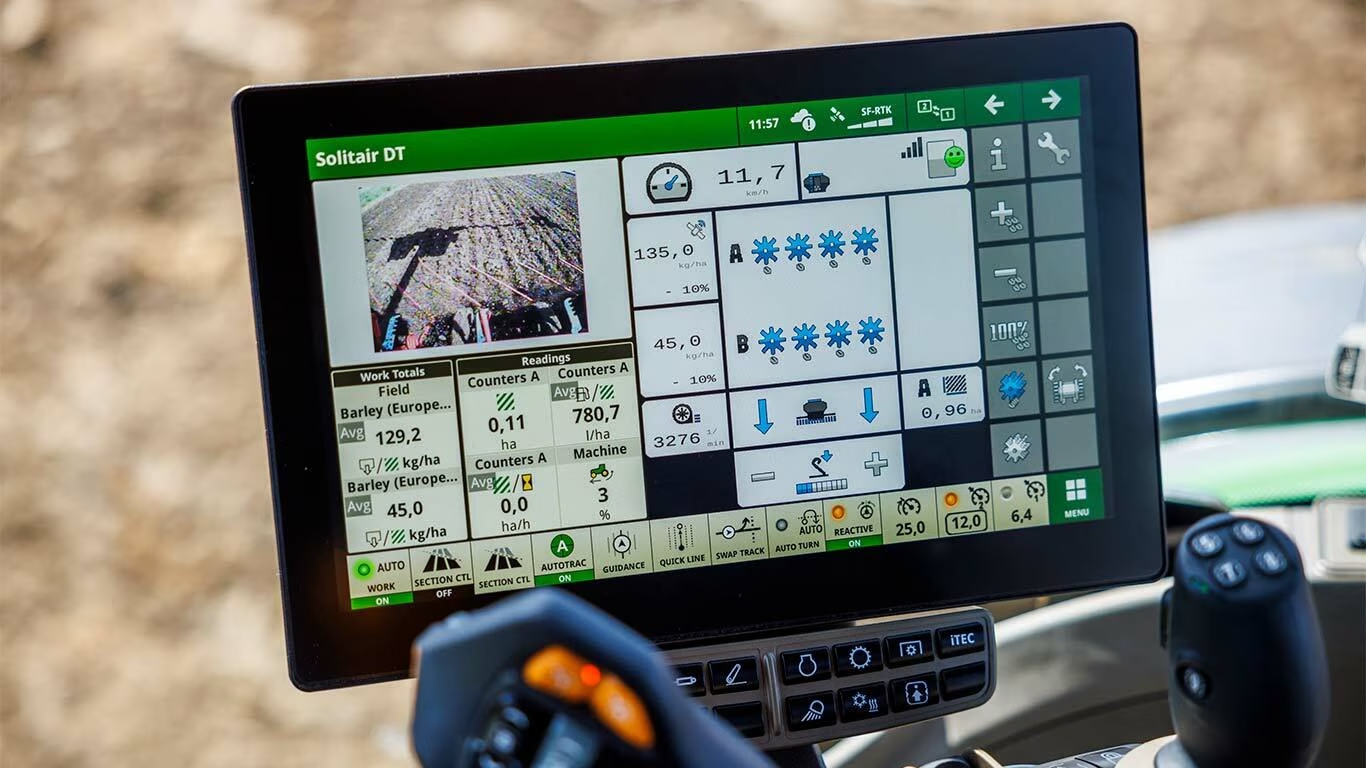 Solitair DT
11:57
SF-RTK
2
1
11,7
km/h
135,0
kg/ha
- 10%
45,0
kg/ha
- 10%
3276 1/min
A
B
A
0,96 ha
100%
Work Totals
Field
Barley (Europe...
Avg 129,2
/ kg/ha
Barley (Europe...
Avg 45,0
/ kg/ha
Readings
Counters A
0,11
ha
Counters A
Avg /
780,7
l/ha
Counters A
Avg /
0,0
ha/h
Machine
3
%
AUTO
WORK
ON
SECTION CTL
OFF
SECTION CTL
A
AUTOTRAC
ON
GUIDANCE
QUICK LINE
SWAP TRACK
AUTO
AUTO TURN
REACTIVE
ON
25,0
2
12,0
6,4
MENU
iTEC